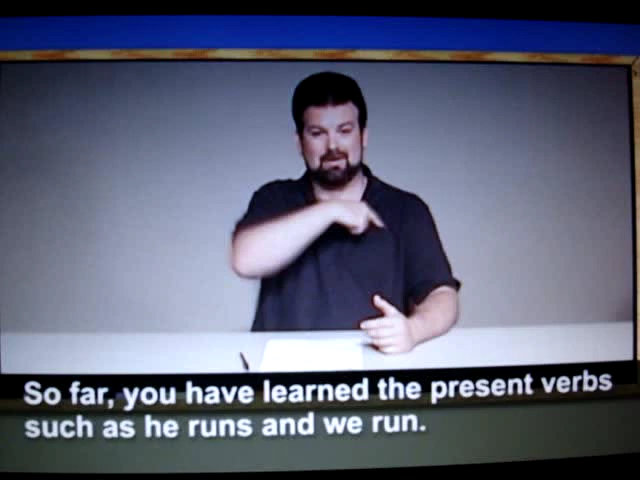 So far, you have learned the present verbs
such as he runs and we run.